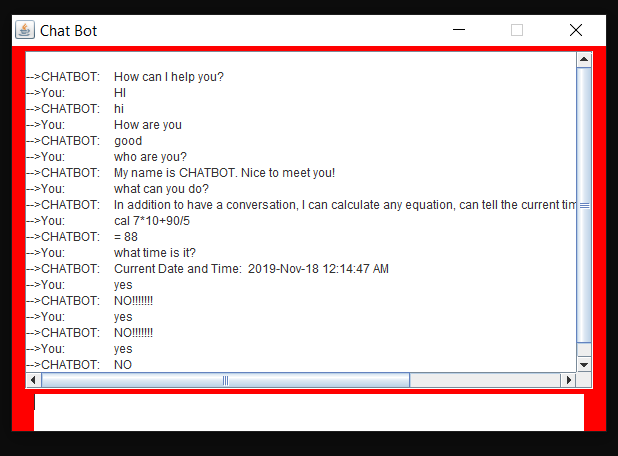 Chat Bot
-->CHATBOT: How can I help you?
-->You: HI
-->CHATBOT: hi
-->You: How are you
-->CHATBOT: good
-->You: who are you?
-->CHATBOT: My name is CHATBOT. Nice to meet you!
-->You: what can you do?
-->CHATBOT: In addition to have a conversation, I can calculate any equation, can tell the current tim
-->You: cal 7*10+90/5
-->CHATBOT: = 88
-->You: what time is it?
-->CHATBOT: Current Date and Time: 2019-Nov-18 12:14:47 AM
-->You: yes
-->CHATBOT: NO!!!!!!!
-->You: yes
-->CHATBOT: NO!!!!!!!
-->You: yes
-->CHATBOT: NO